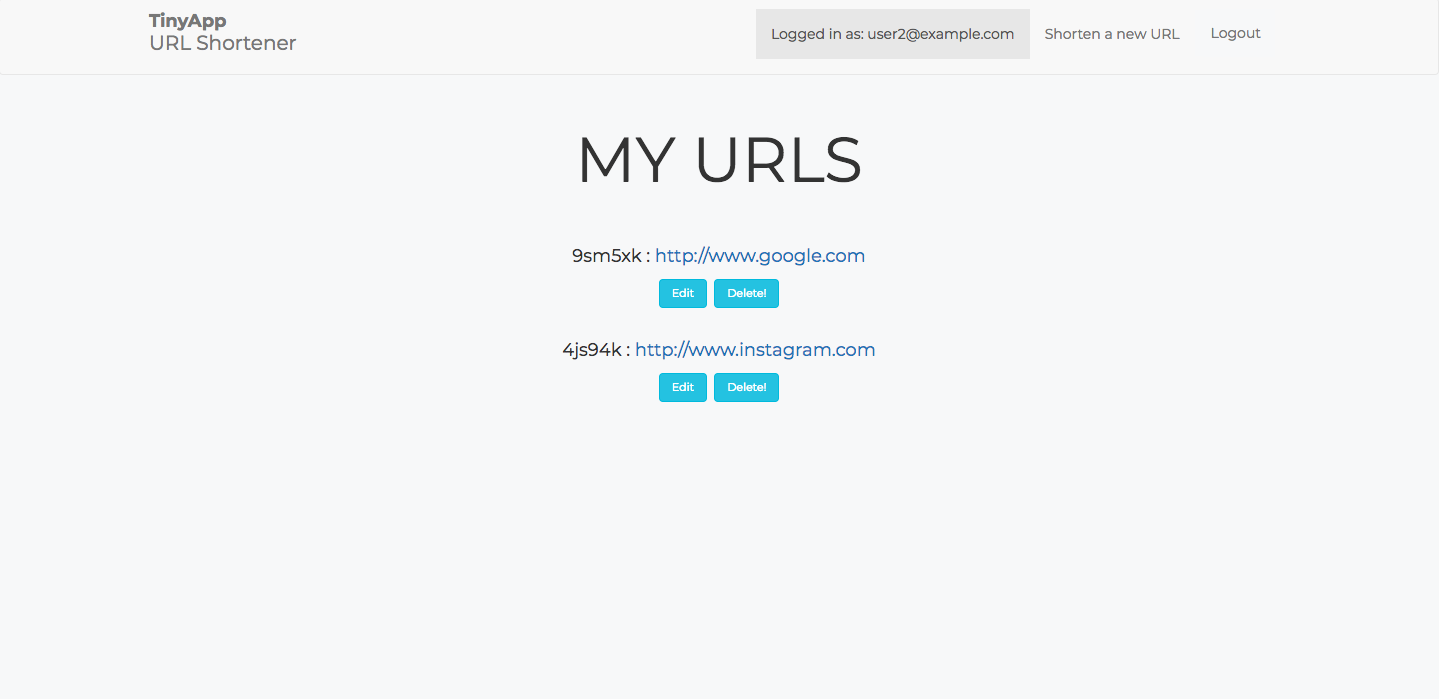 TinyApp
URL Shortener
Logged in as: user2@example.com
Shorten a new URL
Logout
MY URLS
9sm5xk : http://www.google.com
Edit
Delete!
4js94k : http://www.instagram.com
Edit
Delete!